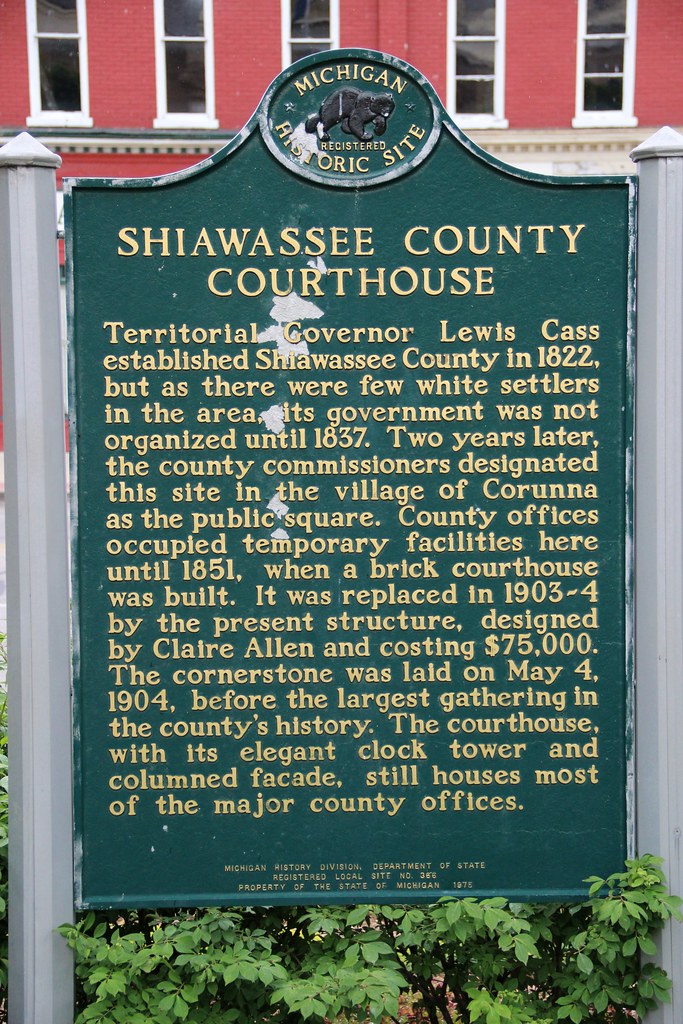 MICHIGAN
REGISTERED
HISTORIC SITE
SHIAWASSEE COUNTY
COURTHOUSE
Territorial Governor Lewis Cass
established Shiawassee County in 1822,
but as there were few white settlers
in the area, its government was not
organized until 1837. Two years later,
the county commissioners designated
this site in the village of Corunna
as the public square. County offices
occupied temporary facilities here
until 1851, when a brick courthouse
was built. It was replaced in 1903-4
by the present structure, designed
by Claire Allen and costing $75,000.
The cornerstone was laid on May 4,
1904, before the largest gathering in
the county's history. The courthouse,
with its elegant clock tower and
columned facade, still houses most
of the major county offices.
MICHIGAN HISTORY DIVISION, DEPARTMENT OF STATE
REGISTERED LOCAL SITE NO. 386
PROPERTY OF THE STATE OF MICHIGAN 1975